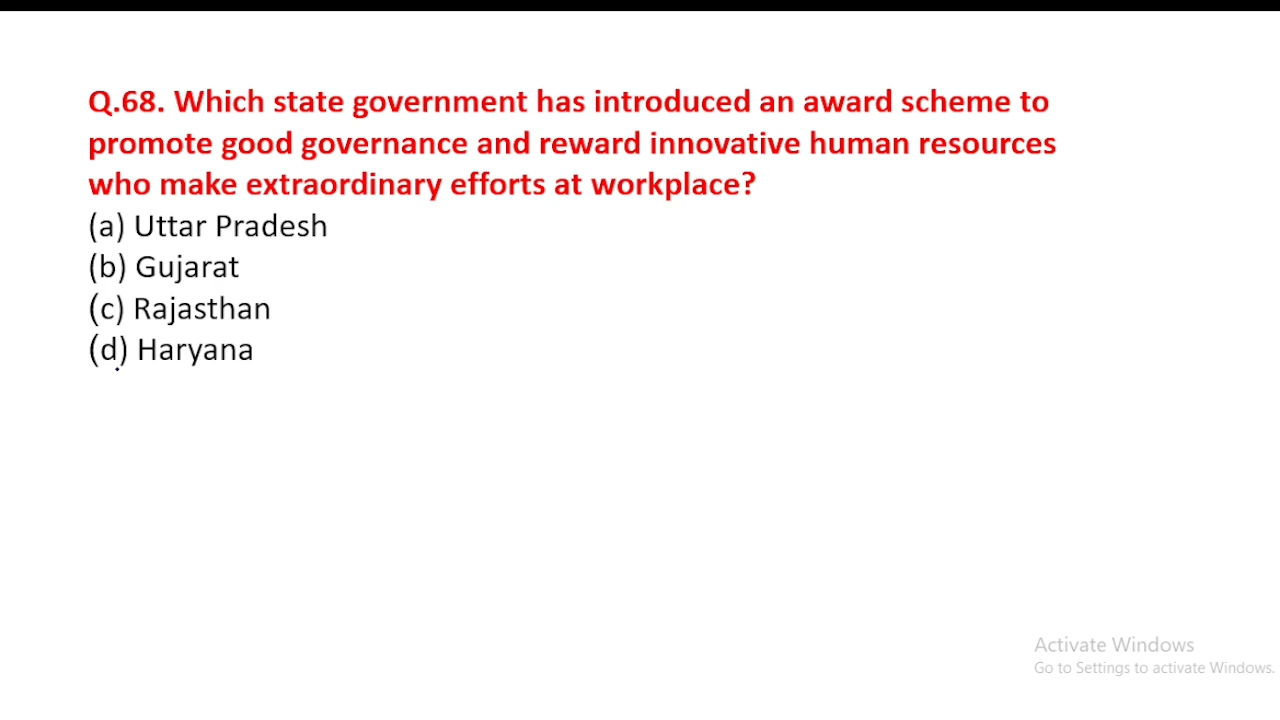 Q.68. Which state government has introduced an award scheme to
promote good governance and reward innovative human resources
who make extraordinary efforts at workplace?
(a) Uttar Pradesh
(b) Gujarat
(c) Rajasthan
(d) Haryana
Activate Windows
Go to Settings to activate Windows.